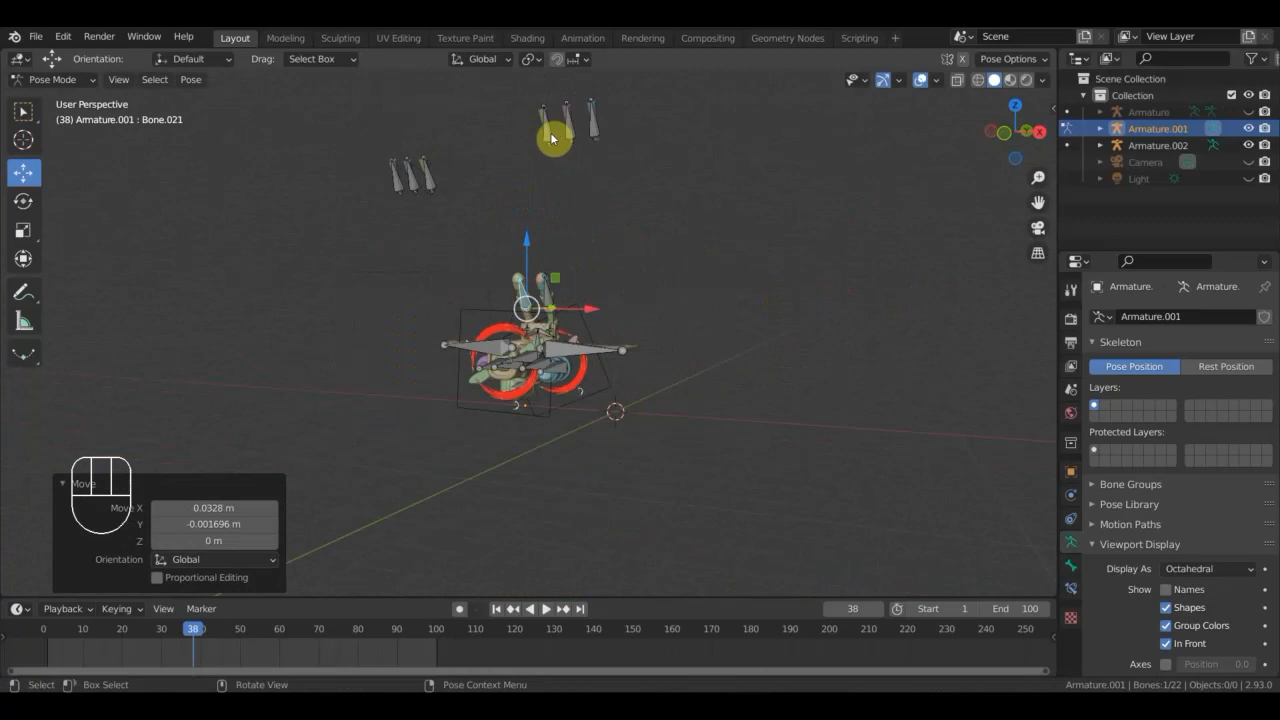 File Edit Render Window Help Layout Modeling Sculpting UV Editing Texture Paint Shading Animation Rendering Compositing Geometry Nodes Scripting + Scene View Layer
Orientation: Default Drag: Select Box Global X Pose Options
Pose Mode View Select Pose
User Perspective
(38) Armature.001 : Bone.021
Z
Y
X
Scene Collection
Collection
Armature
Armature.001
Armature.002
Camera
Light
Armature. Armature.
Armature.001
Skeleton
Pose Position Rest Position
Layers:
Protected Layers:
Bone Groups
Pose Library
Motion Paths
Viewport Display
Display As Octahedral
Show Names
Shapes
Group Colors
In Front
Axes Position 0.0
Move
Move X 0.0328 m
Y -0.001696 m
Z 0 m
Orientation Global
Proportional Editing
Playback Keying View Marker 38 Start 1 End 100
0 10 20 30 38 50 60 70 80 90 100 110 120 130 140 150 160 170 180 190 200 210 220 230 240 250
Select Box Select Rotate View Pose Context Menu Armature.001 | Bones:1/22 | Objects:0/0 | 2.93.0